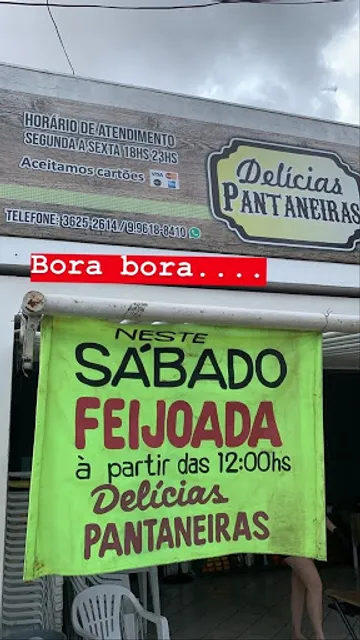 HORÁRIO DE ATENDIMENTO
SEGUNDA A SEXTA 18HS 23HS
Aceitamos cartões VISA
TELEFONE: 3625-2614 / 9.9618-8410
Delícias
PANTANEIRAS
Bora bora....
NESTE
SÁBADO
FEIJOADA
à partir das 12:00hs
Delícias
PANTANEIRAS